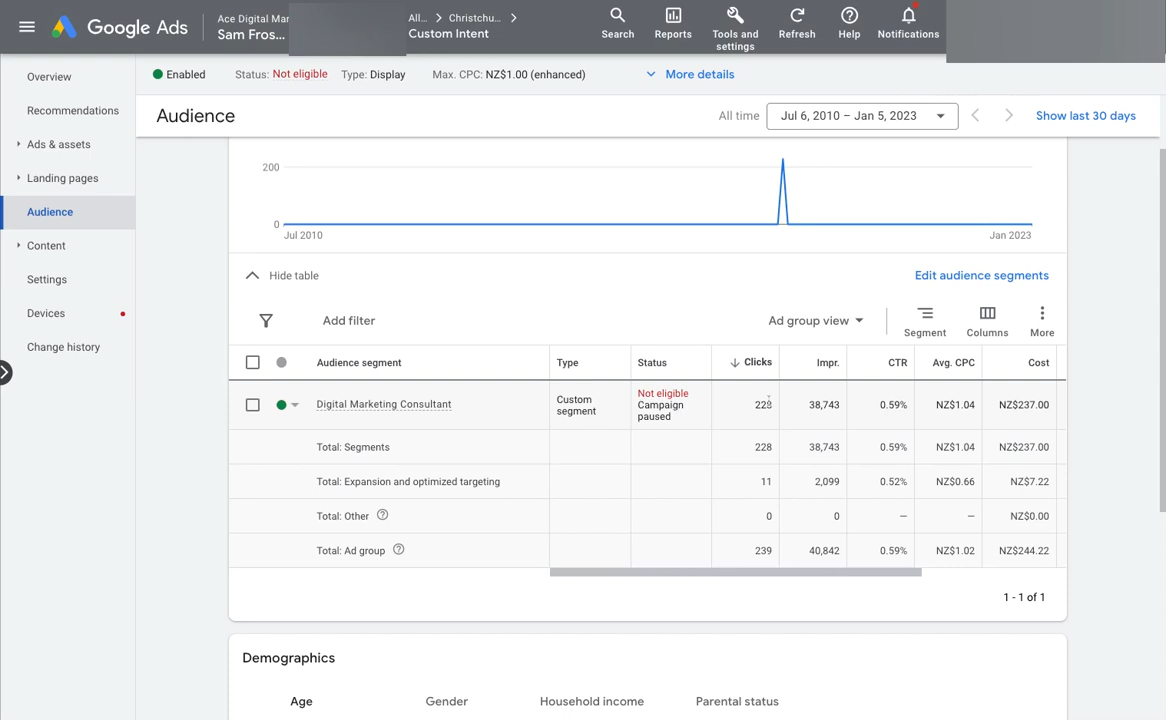 Google Ads
Ace Digital Mar
Sam Fros...
All... > Christchu... >
Custom Intent
Search
Reports
Tools and
settings
Refresh
Help
Notifications
Overview
Recommendations
Ads & assets
Landing pages
Audience
Content
Settings
Devices
Change history
Enabled Status: Not eligible Type: Display Max. CPC: NZ$1.00 (enhanced) More details
Audience All time Jul 6, 2010 – Jan 5, 2023 Show last 30 days
200
0
Jul 2010 Jan 2023
Hide table Edit audience segments
Add filter Ad group view Segment Columns More
Audience segment Type Status Clicks Impr. CTR Avg. CPC Cost
Digital Marketing Consultant
Custom
segment
Not eligible
Campaign
paused
228 38,743 0.59% NZ$1.04 NZ$237.00
Total: Segments 228 38,743 0.59% NZ$1.04 NZ$237.00
Total: Expansion and optimized targeting 11 2,099 0.52% NZ$0.66 NZ$7.22
Total: Other 0 0 – – NZ$0.00
Total: Ad group 239 40,842 0.59% NZ$1.02 NZ$244.22
1 - 1 of 1
Demographics
Age Gender Household income Parental status